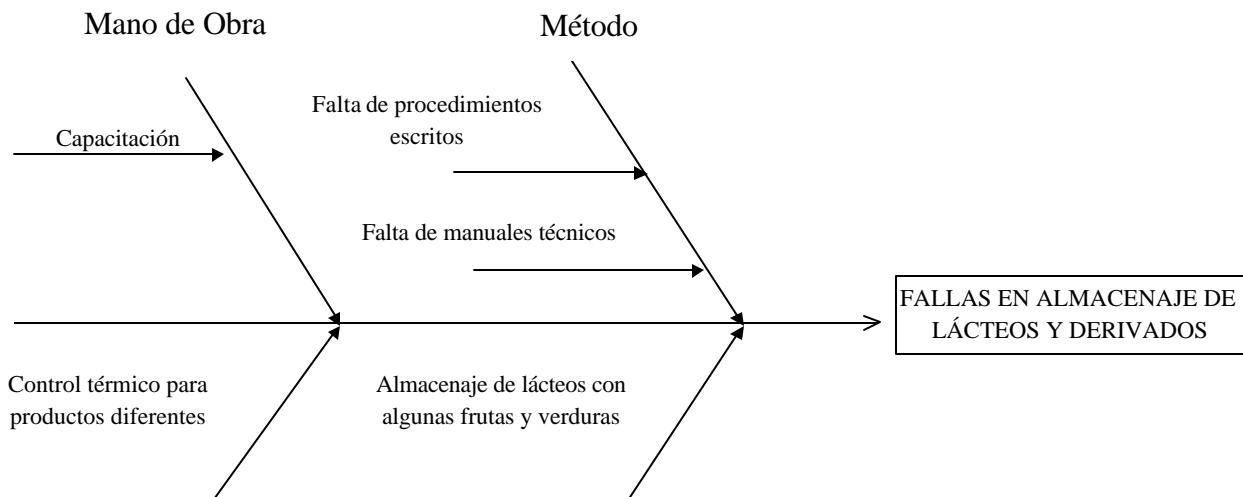 Mano de Obra
Método
Falta de procedimientos
escritos
Capacitación
Falta de manuales técnicos
FALLAS EN ALMACENAJE DE
LÁCTEOS Y DERIVADOS
Control térmico para
productos diferentes
Almacenaje de lácteos con
algunas frutas y verduras